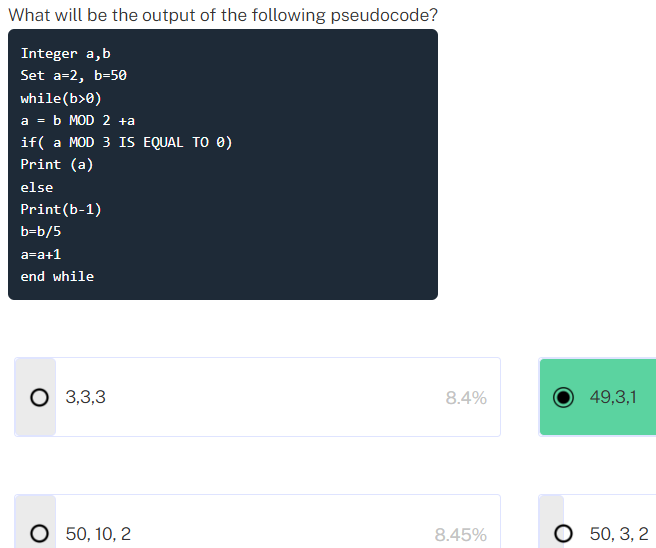 What will be the output of the following pseudocode?
Integer a,b
Set a=2, b=50
while(b>0)
a = b MOD 2 +a
if( a MOD 3 IS EQUAL TO 0)
Print (a)
else
Print(b-1)
b=b/5
a=a+1
end while
3,3,3 8.4%
49,3,1
50, 10, 2 8.45%
50, 3, 2